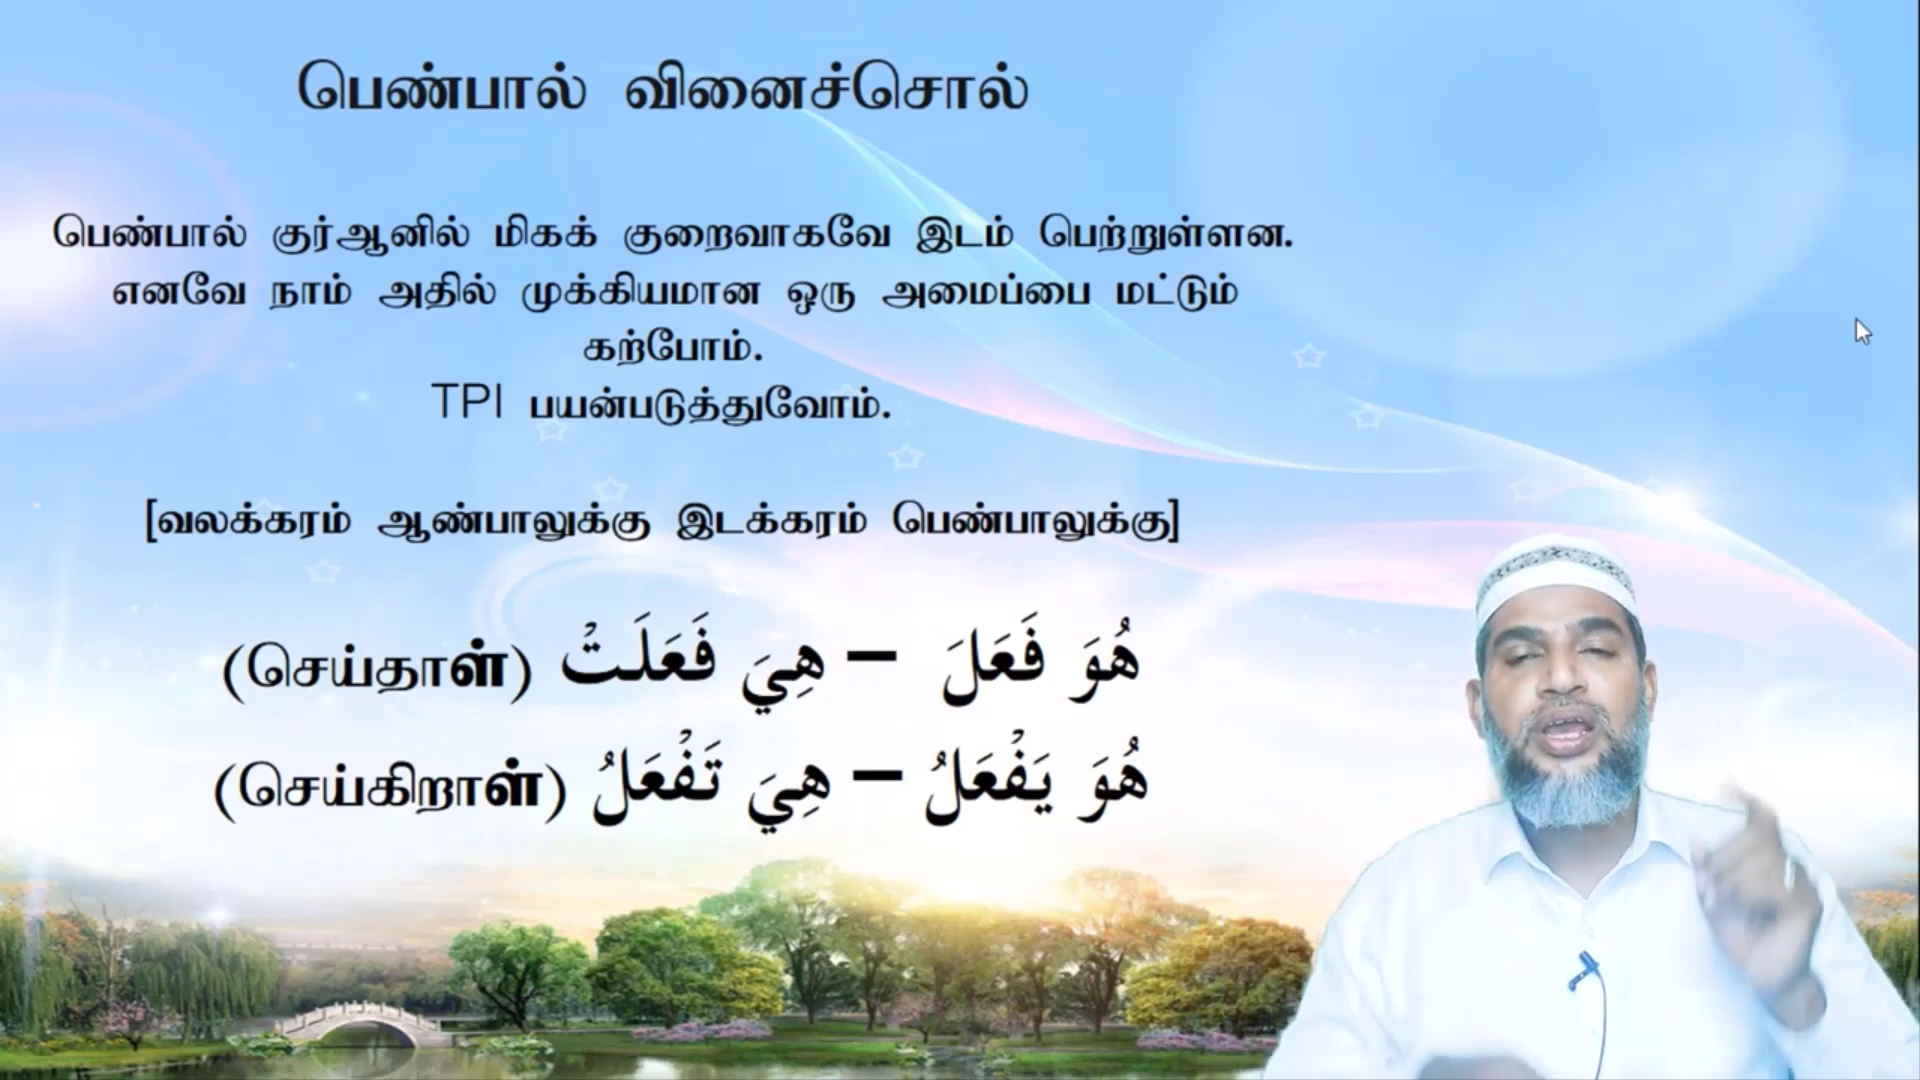 பெண்பால் வினைச்சொல்
பெண்பால் குர்ஆனில் மிகக் குறைவாகவே இடம் பெற்றுள்ளன.
எனவே நாம் அதில் முக்கியமான ஒரு அமைப்பை மட்டும்
கற்போம்.
TPI பயன்படுத்துவோம்.
[வலக்கரம் ஆண்பாலுக்கு இடக்கரம் பெண்பாலுக்கு]
هُوَ فَعَلَ – هِيَ فَعَلَتْ (செய்தாள்)
هُوَ يَفْعَلُ – هِيَ تَفْعَلُ (செய்கிறாள்)